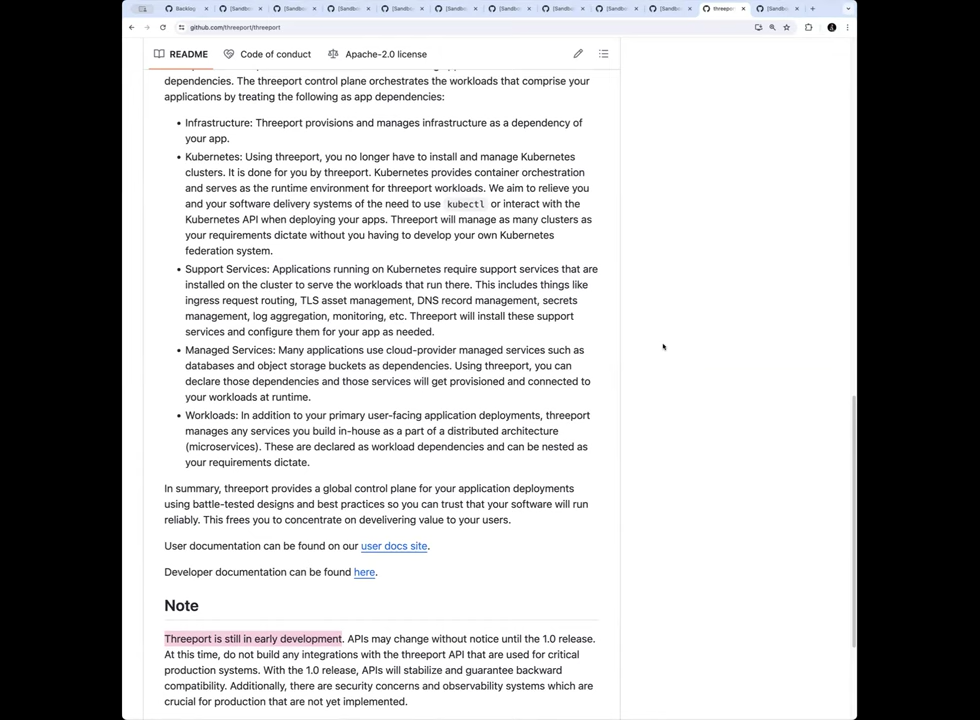 Backlog
[Sandbo
[Sandbo
[Sandbo
[Sandbo
[Sandbo
[Sandbo
[Sandbo
[Sandbo
[Sandbo
threepor
[Sandbo
github.com/threeport/threeport
README
Code of conduct
Apache-2.0 license
dependencies. The threeport control plane orchestrates the workloads that comprise your
applications by treating the following as app dependencies:
• Infrastructure: Threeport provisions and manages infrastructure as a dependency of
your app.
• Kubernetes: Using threeport, you no longer have to install and manage Kubernetes
clusters. It is done for you by threeport. Kubernetes provides container orchestration
and serves as the runtime environment for threeport workloads. We aim to relieve you
and your software delivery systems of the need to use kubectl or interact with the
Kubernetes API when deploying your apps. Threeport will manage as many clusters as
your requirements dictate without you having to develop your own Kubernetes
federation system.
• Support Services: Applications running on Kubernetes require support services that are
installed on the cluster to serve the workloads that run there. This includes things like
ingress request routing, TLS asset management, DNS record management, secrets
management, log aggregation, monitoring, etc. Threeport will install these support
services and configure them for your app as needed.
• Managed Services: Many applications use cloud-provider managed services such as
databases and object storage buckets as dependencies. Using threeport, you can
declare those dependencies and those services will get provisioned and connected to
your workloads at runtime.
• Workloads: In addition to your primary user-facing application deployments, threeport
manages any services you build in-house as a part of a distributed architecture
(microservices). These are declared as workload dependencies and can be nested as
your requirements dictate.
In summary, threeport provides a global control plane for your application deployments
using battle-tested designs and best practices so you can trust that your software will run
reliably. This frees you to concentrate on develivering value to your users.
User documentation can be found on our user docs site.
Developer documentation can be found here.
Note
Threeport is still in early development. APIs may change without notice until the 1.0 release.
At this time, do not build any integrations with the threeport API that are used for critical
production systems. With the 1.0 release, APIs will stabilize and guarantee backward
compatibility. Additionally, there are security concerns and observability systems which are
crucial for production that are not yet implemented.